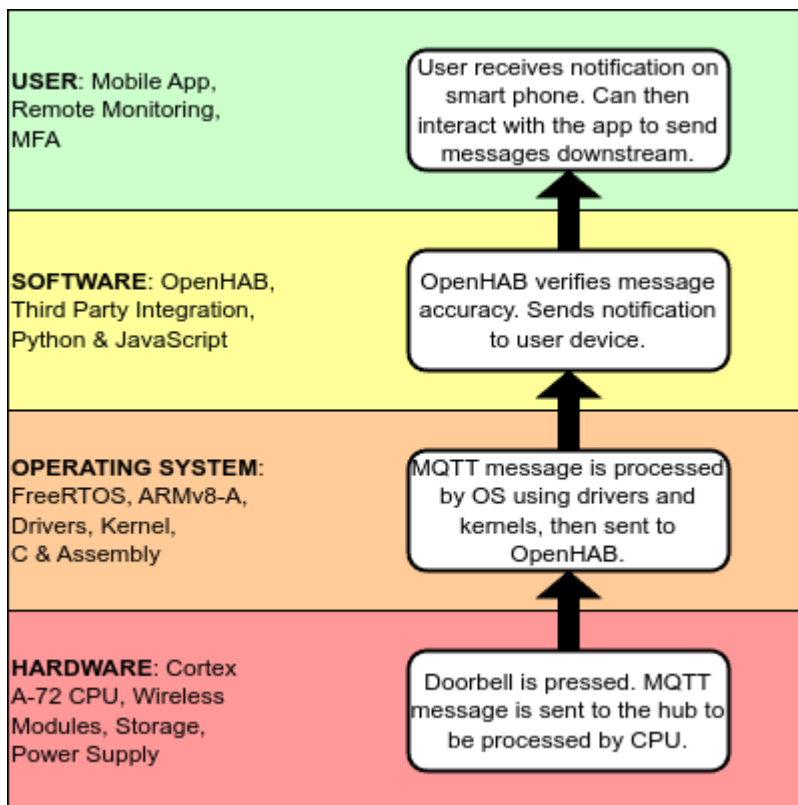 USER: Mobile App,
Remote Monitoring,
MFA
User receives notification on
smart phone. Can then
interact with the app to send
messages downstream.
SOFTWARE: OpenHAB,
Third Party Integration,
Python & JavaScript
OpenHAB verifies message
accuracy. Sends notification
to user device.
OPERATING SYSTEM:
FreeRTOS, ARMv8-A,
Drivers, Kernel,
C & Assembly
MQTT message is processed
by OS using drivers and
kernels, then sent to
OpenHAB.
HARDWARE: Cortex
A-72 CPU, Wireless
Modules, Storage,
Power Supply
Doorbell is pressed. MQTT
message is sent to the hub to
be processed by CPU.